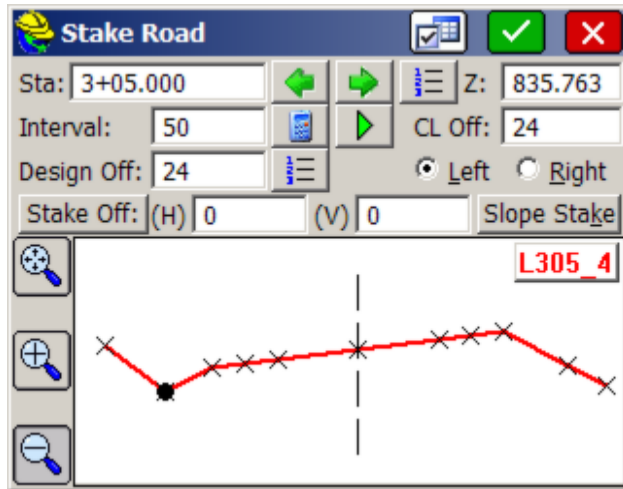 Stake Road
Sta: 3+05.000 Z: 835.763
Interval: 50 CL Off: 24
Design Off: 24 Left Right
Stake Off: (H) 0 (V) 0 Slope Stake
L305_4